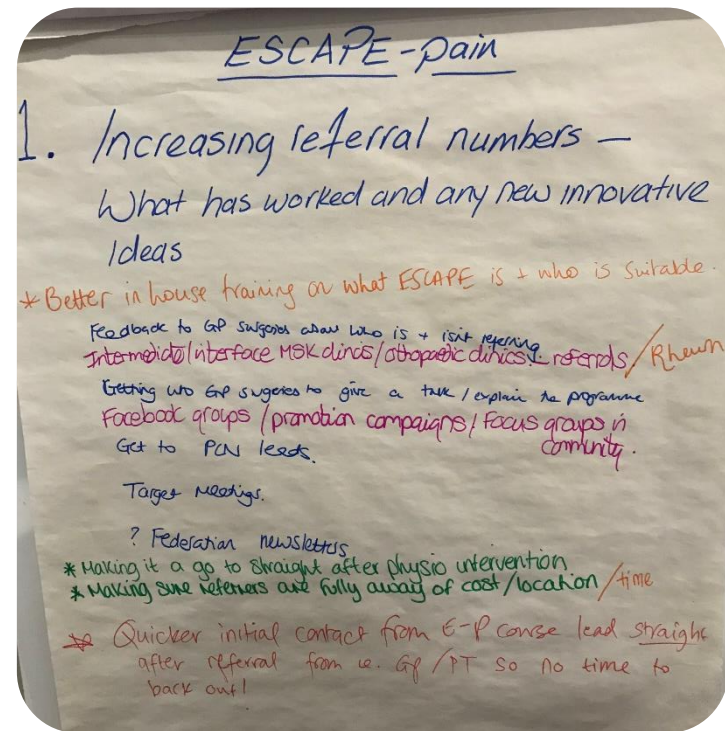 ESCAPE-pain
1. Increasing referral numbers —
What has worked and any new innovative
Ideas
* Better in house training on what ESCAPE is + who is suitable.
Feedback to GP surgeries about who is + isn't referring
Intermediate/interface MSK clinics/orthopaedic clinics referrals/Rheum
Getting into GP surgeries to give a talk / explain the programme
Facebook groups / promotion campaigns / Focus groups in
community.
Get to PCN leads.
Target Meetings.
? Federation newsletters
* Making it a go to straight after physio intervention
* Making sure referrers are fully away of cost/location/time
* Quicker initial contact from E-P course lead straight
after referral from ie. GP/PT so no time to
back out!